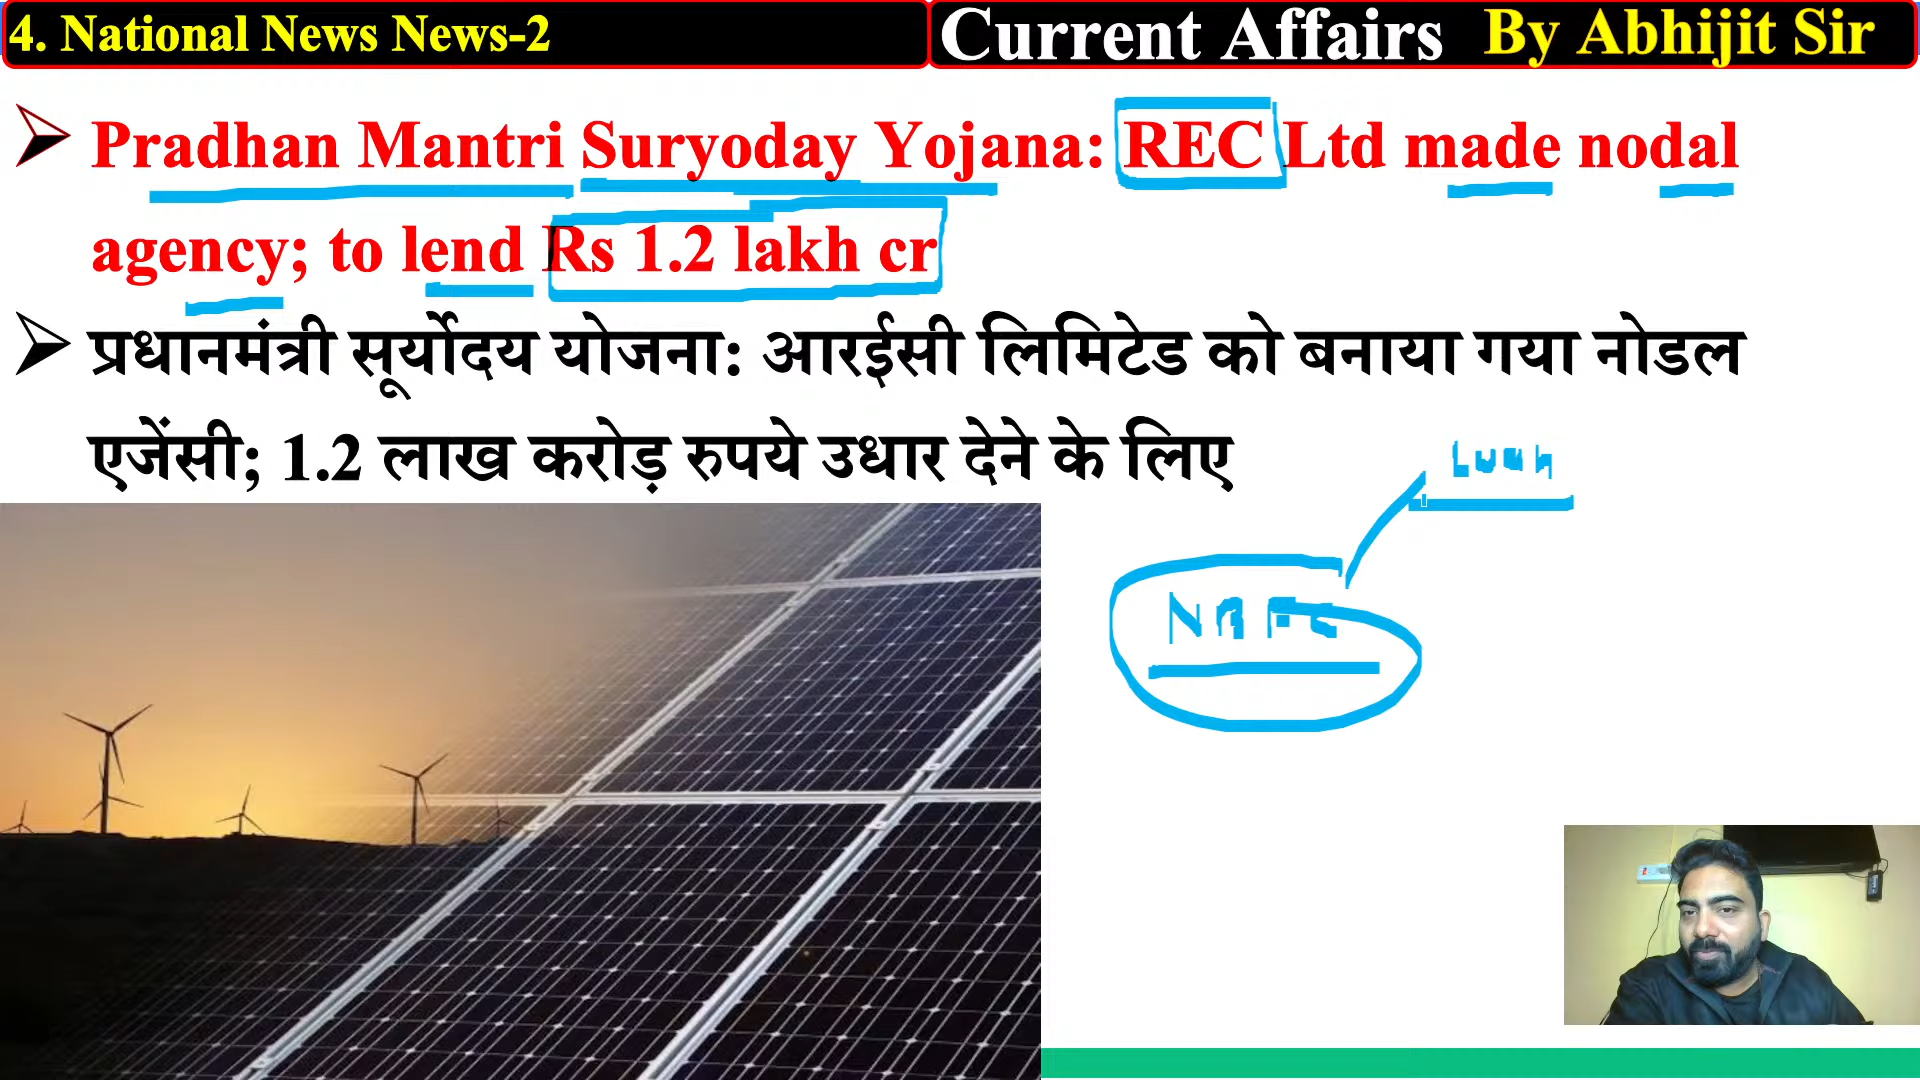 4. National News News-2
Current Affairs By Abhijit Sir
Pradhan Mantri Suryoday Yojana: REC Ltd made nodal
agency; to lend Rs 1.2 lakh cr
प्रधानमंत्री सूर्योदय योजना: आरईसी लिमिटेड को बनाया गया नोडल
एजेंसी; 1.2 लाख करोड़ रुपये उधार देने के लिए